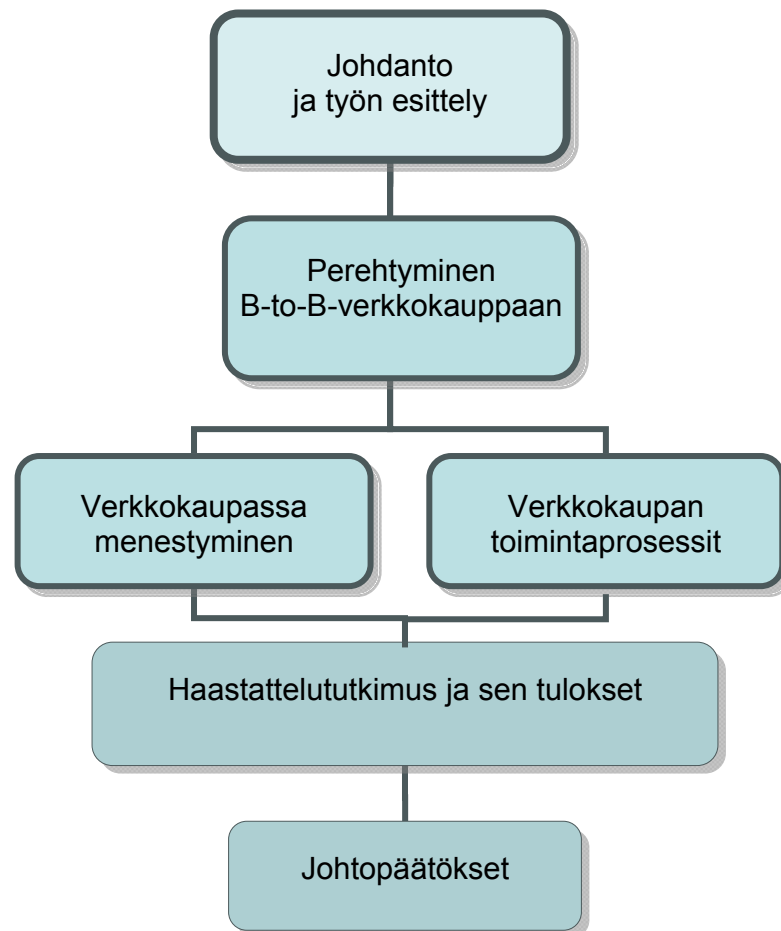 Johdanto
ja työn esittely
Perehtyminen
B-to-B-verkkokauppaan
Verkkokaupassa
menestyminen
Verkkokaupan
toimintaprosessit
Haastattelututkimus ja sen tulokset
Johtopäätökset